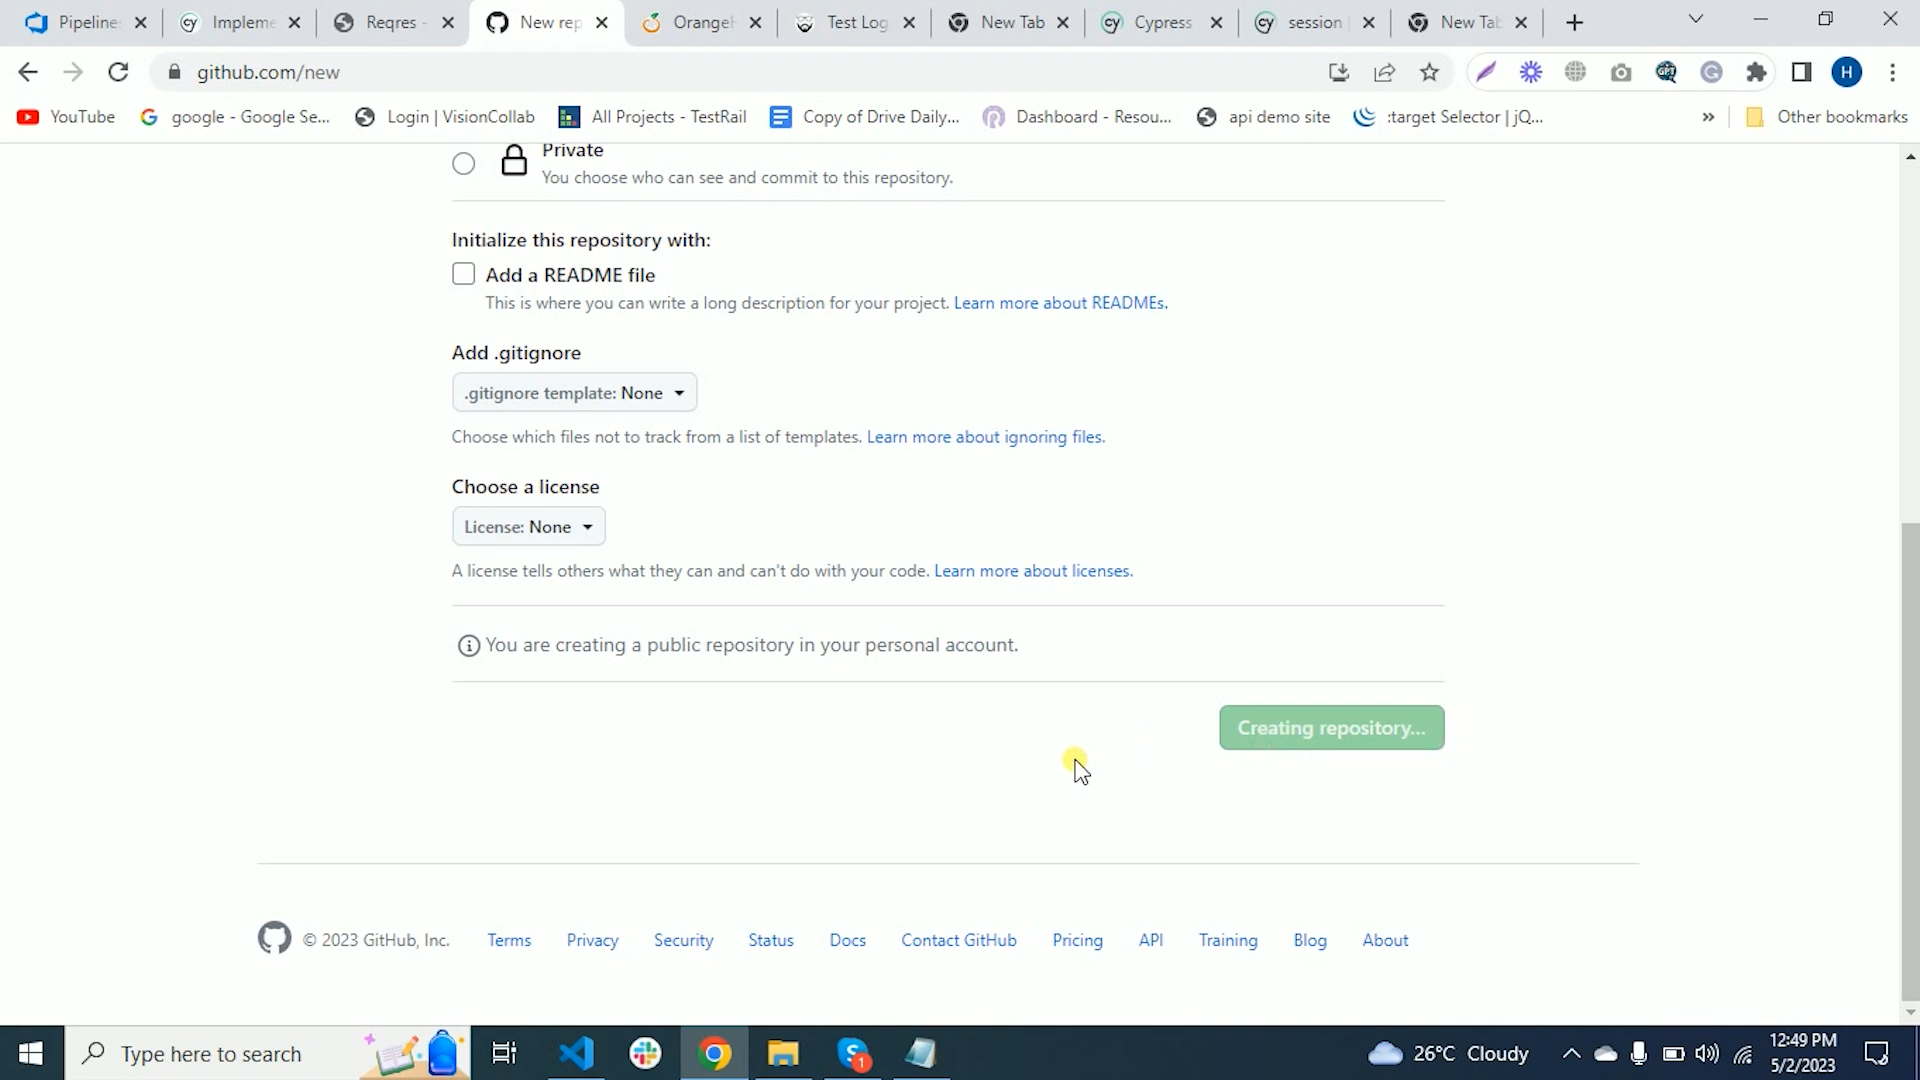 Pipeline
Impleme
Reqres -
New rep
OrangeH
Test Log
New Tab
Cypress
session
New Tab
github.com/new
H
YouTube
google - Google Se...
Login | VisionCollab
All Projects - TestRail
Copy of Drive Daily...
Dashboard - Resou...
api demo site
:target Selector | jQ...
»
Other bookmarks
Private
You choose who can see and commit to this repository.
Initialize this repository with:
Add a README file
This is where you can write a long description for your project. Learn more about READMEs.
Add .gitignore
.gitignore template: None
Choose which files not to track from a list of templates. Learn more about ignoring files.
Choose a license
License: None
A license tells others what they can and can't do with your code. Learn more about licenses.
You are creating a public repository in your personal account.
Creating repository...
© 2023 GitHub, Inc.
Terms
Privacy
Security
Status
Docs
Contact GitHub
Pricing
API
Training
Blog
About
Type here to search
1
26°C Cloudy
12:49 PM
5/2/2023